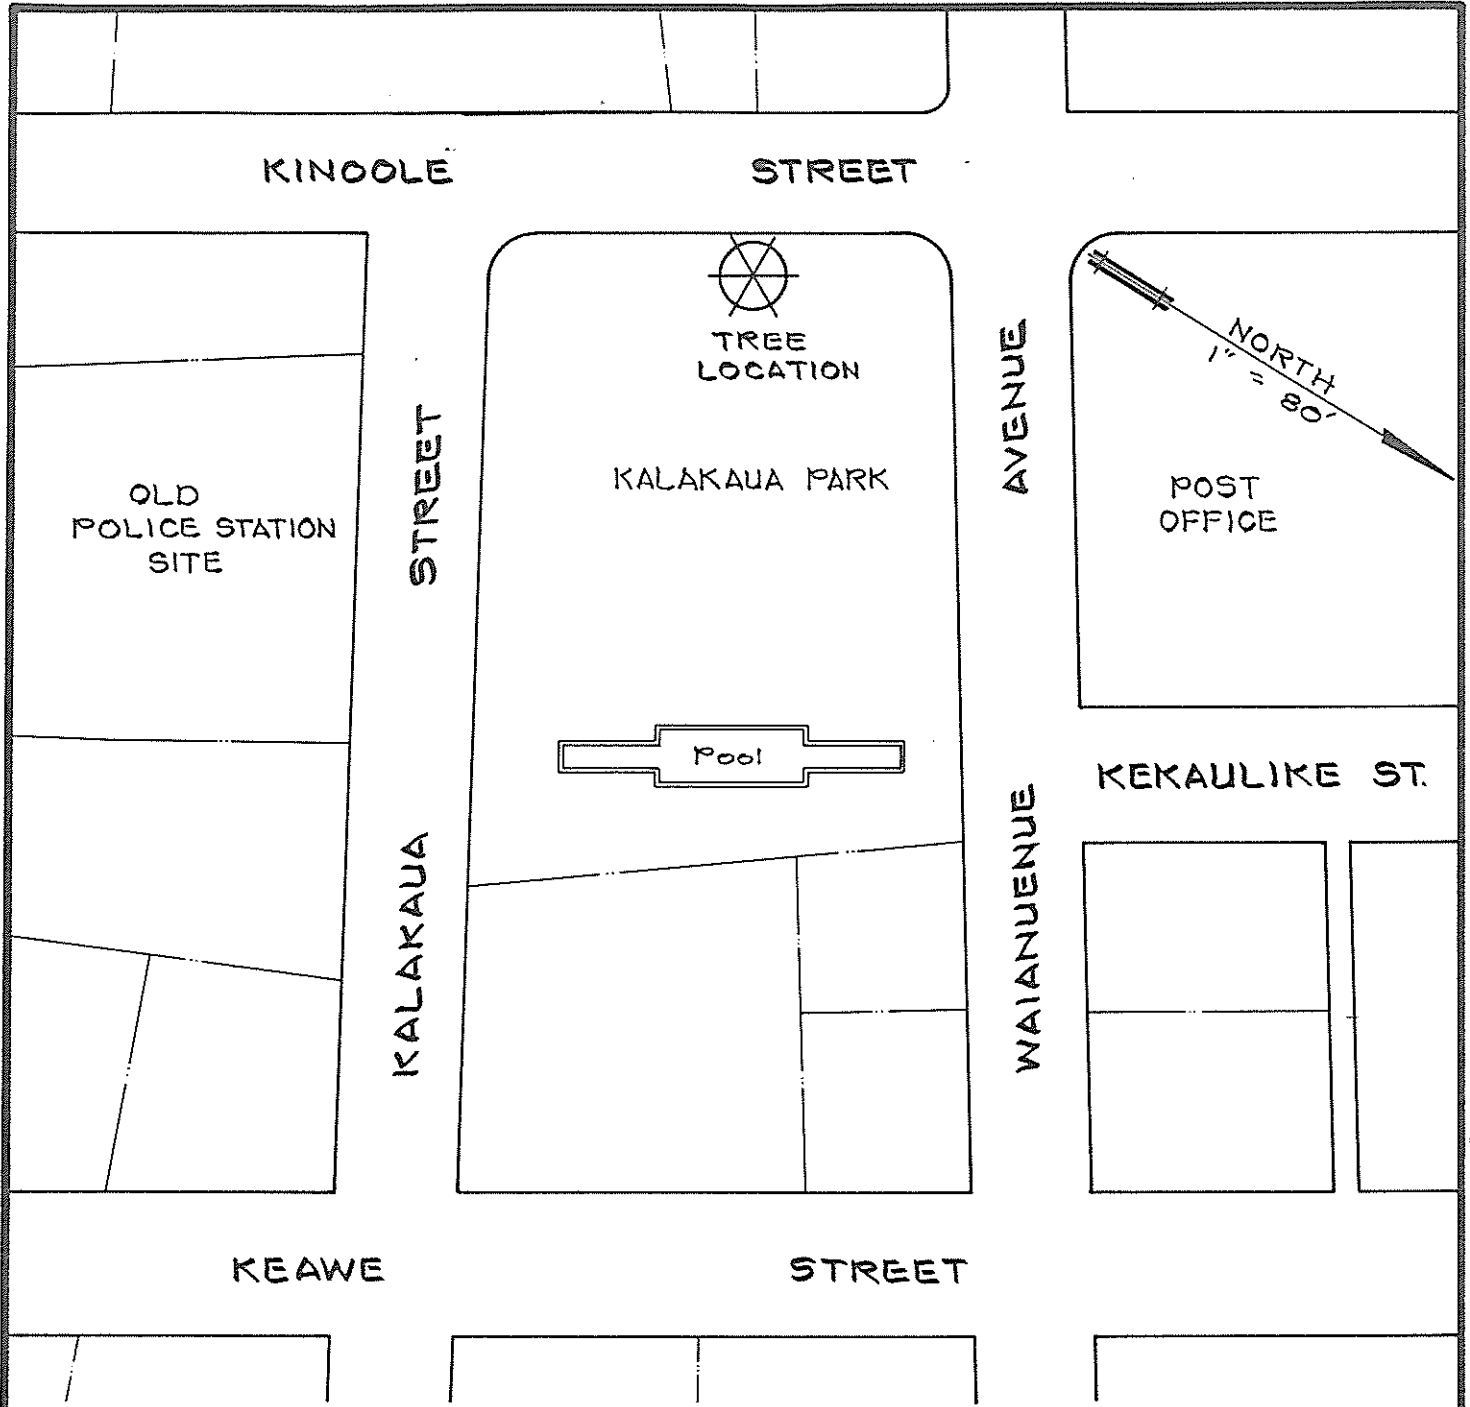 KINOOLE STREET
TREE
LOCATION
NORTH
1" = 80'
KALAKAUA PARK
OLD
POLICE STATION
SITE
POST
OFFICE
KALAKAUA STREET
WAIANUENUE AVENUE
Pool
KEKAULIKE ST.
KEAWE STREET